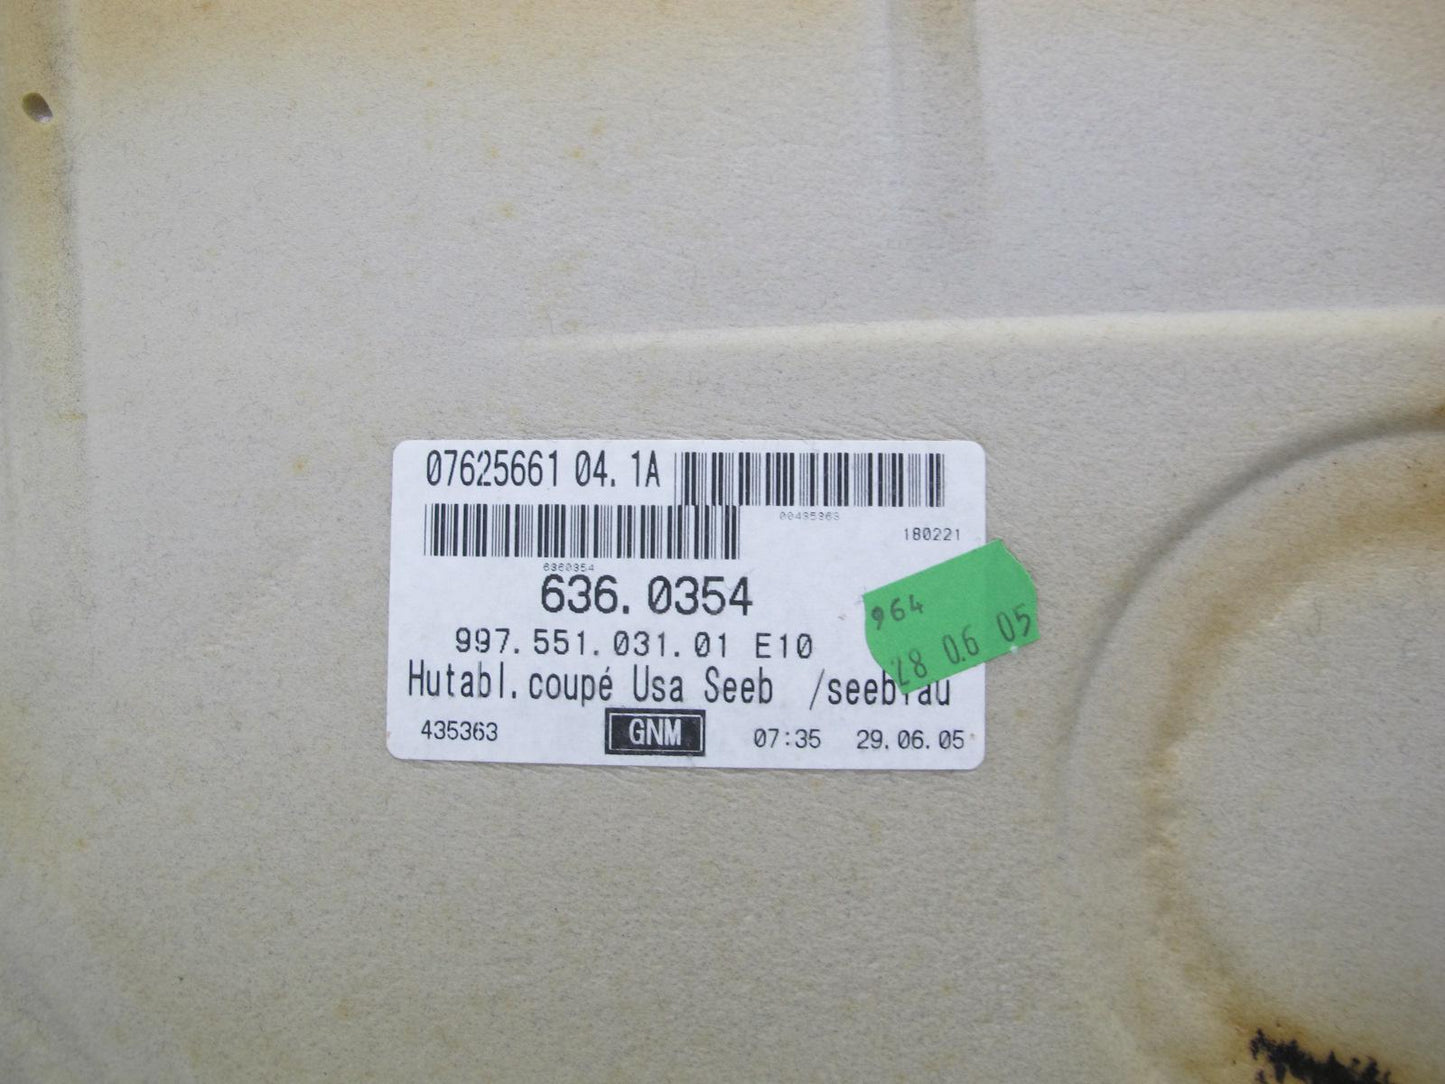 07625661 04. 1A
00435363
180221
6360354
636. 0354
997. 551. 031. 01 E10
964
28 06 05
Hutabl. coupé Usa Seeb /seeblau
435363
GNM
07:35
29. 06. 05